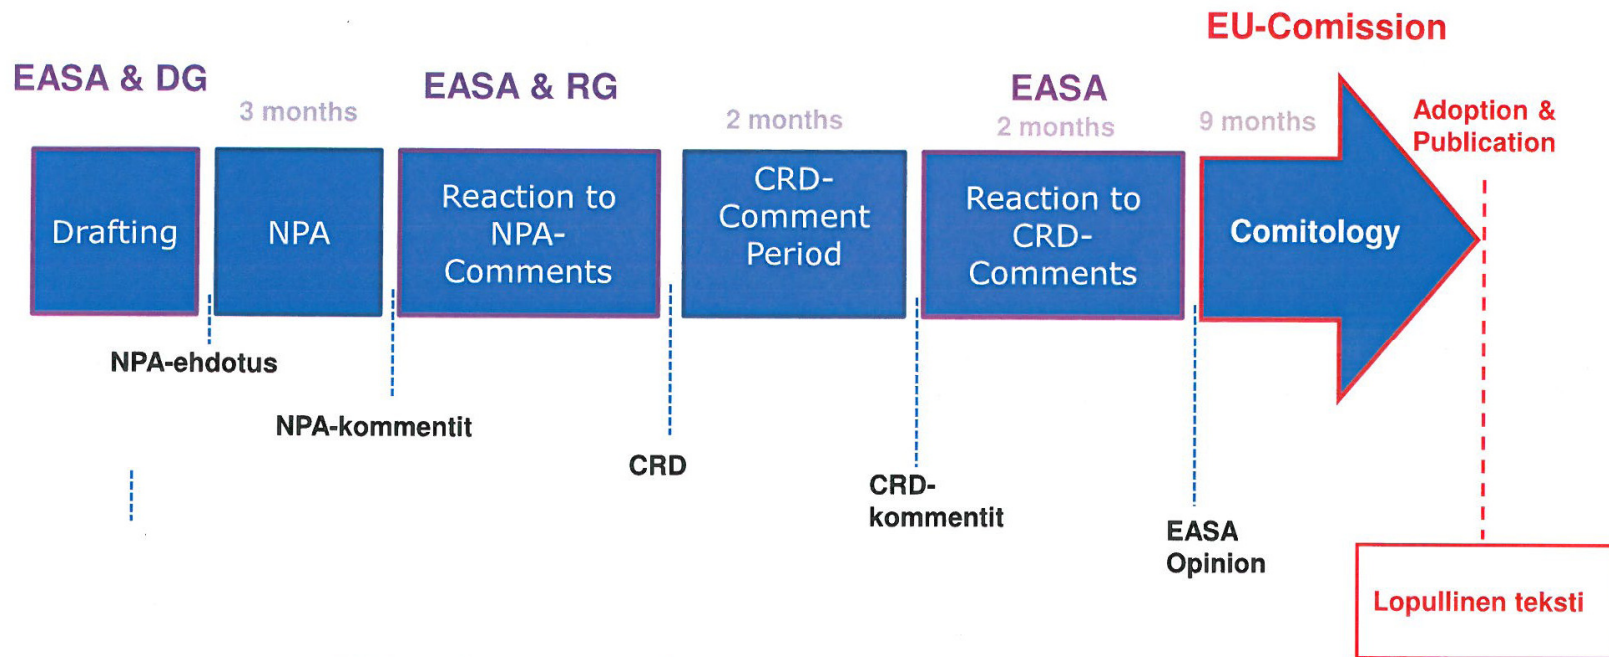 EU-Comission
EASA & DG
3 months
EASA & RG
2 months
EASA
2 months
9 months
Adoption &
Publication
Drafting
NPA
Reaction to
NPA-
Comments
CRD-
Comment
Period
Reaction to
CRD-
Comments
Comitology
NPA-ehdotus
NPA-kommentit
CRD
CRD-
kommentit
EASA
Opinion
Lopullinen teksti